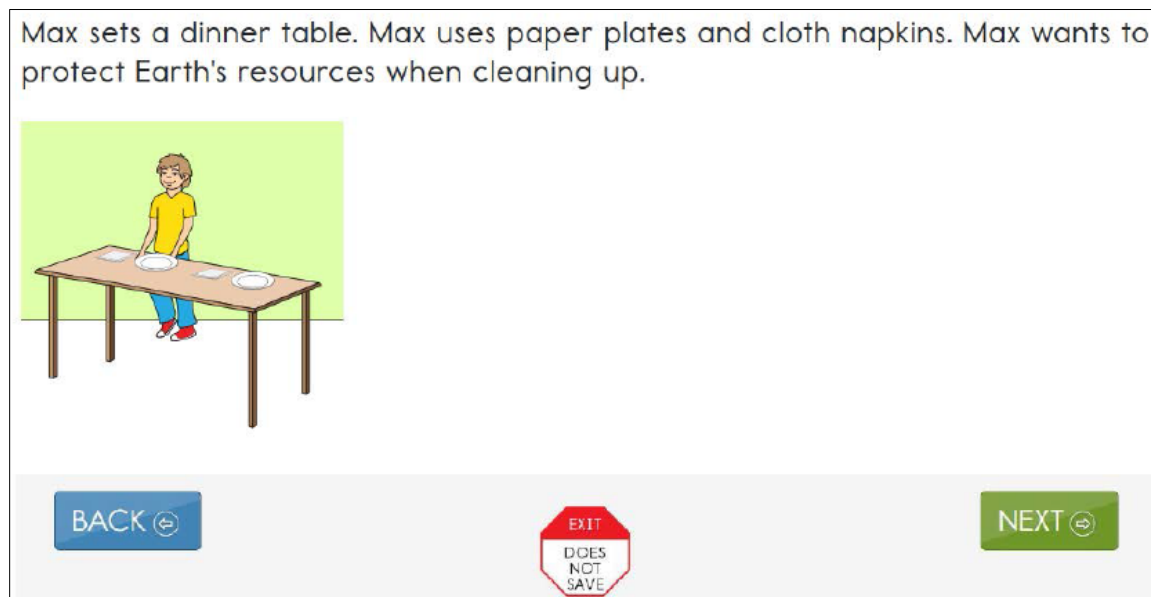 Max sets a dinner table. Max uses paper plates and cloth napkins. Max wants to
protect Earth's resources when cleaning up.
BACK
EXIT
DOES
NOT
SAVE
NEXT